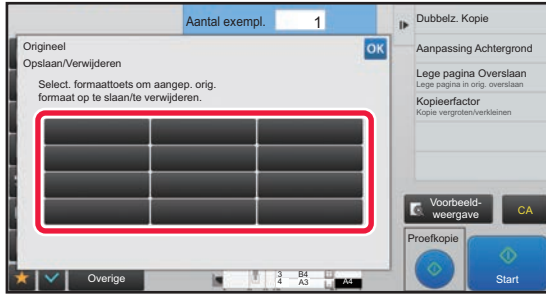 Aantal exempl.
1
Origineel
OK
Opslaan/Verwijderen
Select. formaattoets om aangep. orig.
formaat op te slaan/te verwijderen.
Dubbelz. Kopie
Aanpassing Achtergrond
Lege pagina Overslaan
Lege pagina in orig. overslaan
Kopieerfactor
Kopie vergroten/verkleinen
Voorbeeld-
weergave
CA
Proefkopie
Start
Overige
3 B4
4 A3
A4